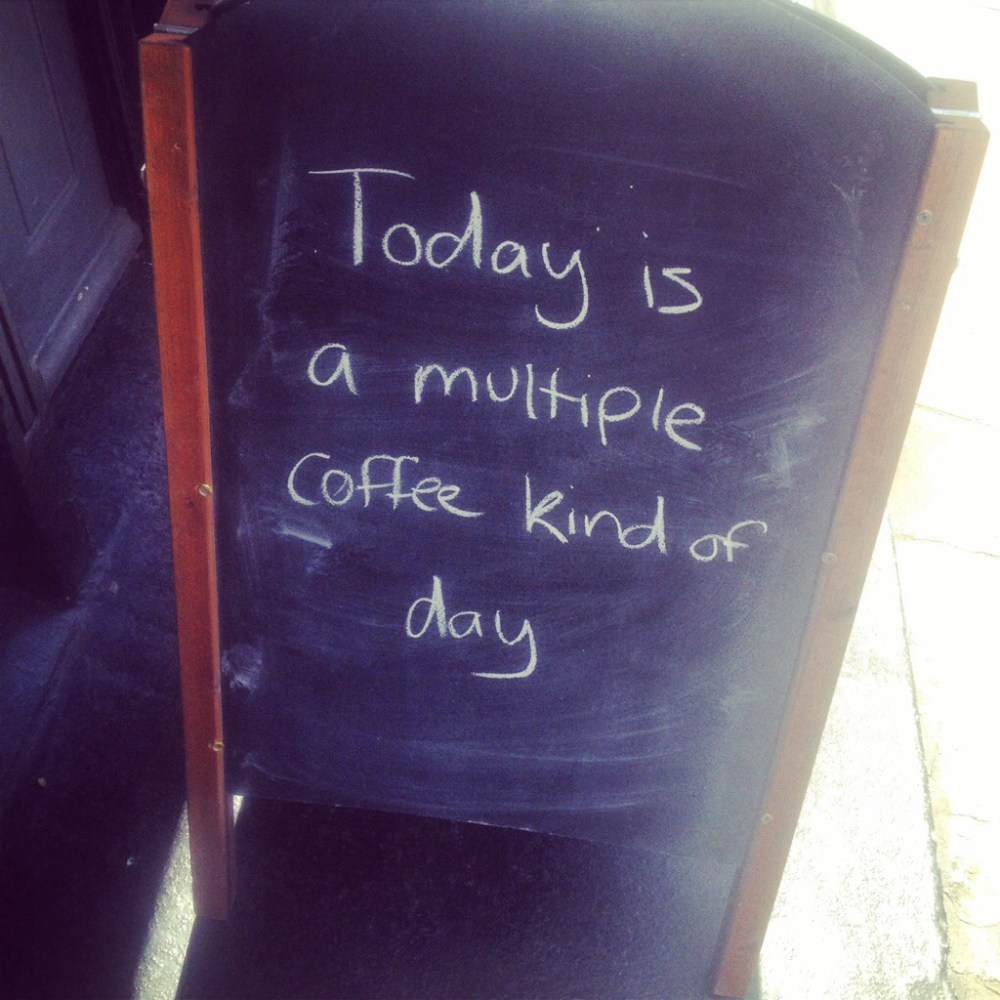 Today is
a multiple
coffee kind of
day